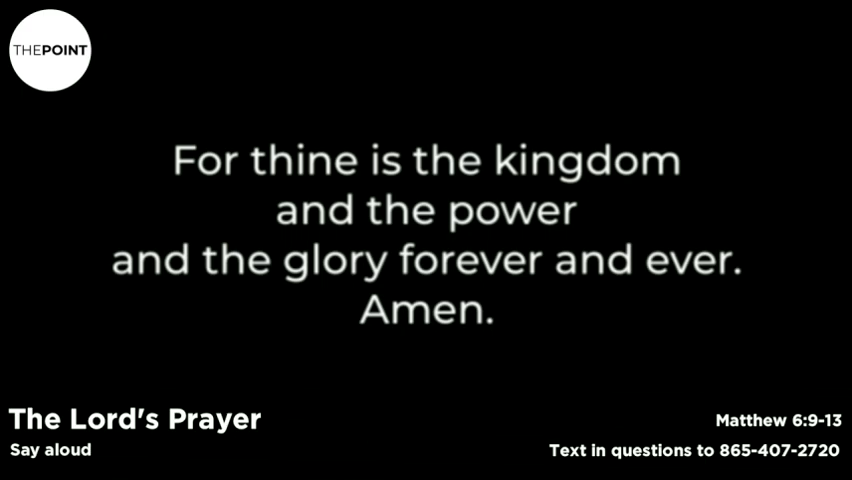 THEPOINT
For thine is the kingdom
and the power
and the glory forever and ever.
Amen.
The Lord's Prayer
Say aloud
Matthew 6:9-13
Text in questions to 865-407-2720